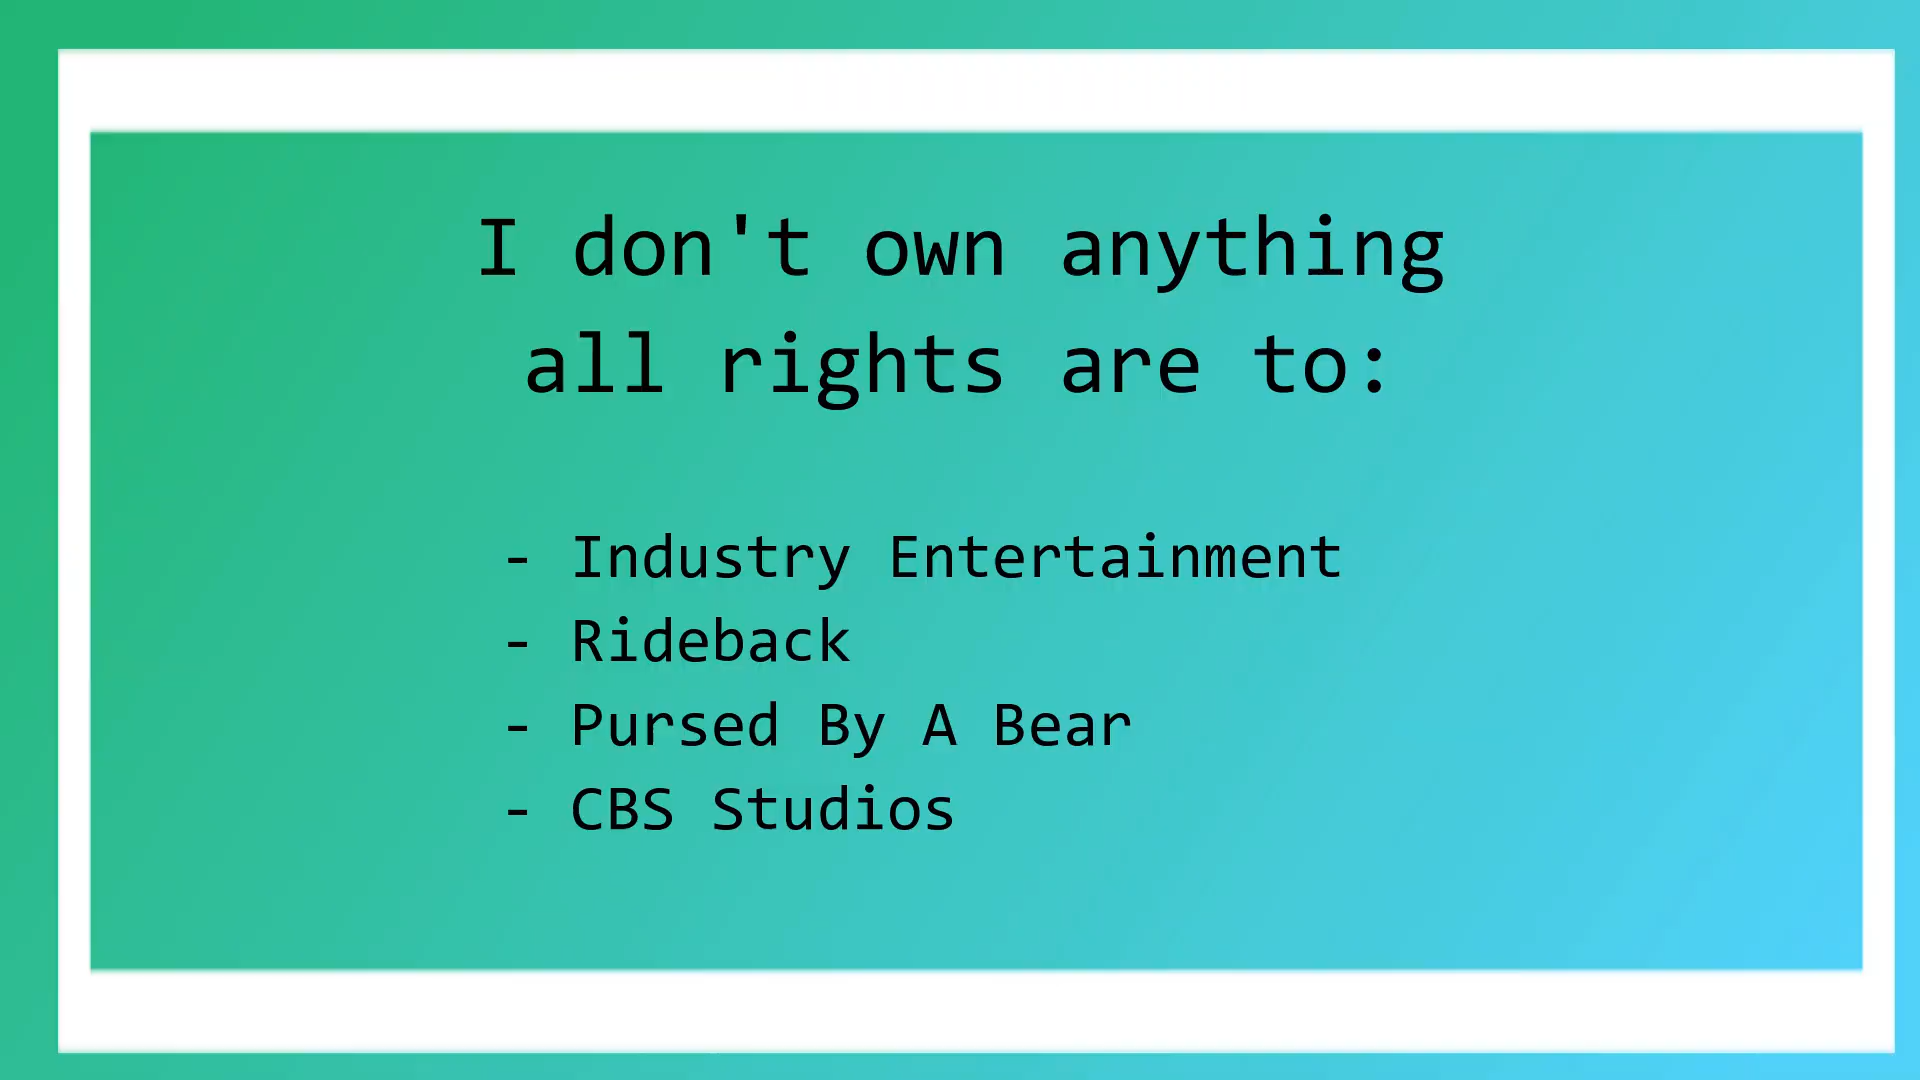 I don't own anything
all rights are to:
- Industry Entertainment
- Rideback
- Pursed By A Bear
- CBS Studios